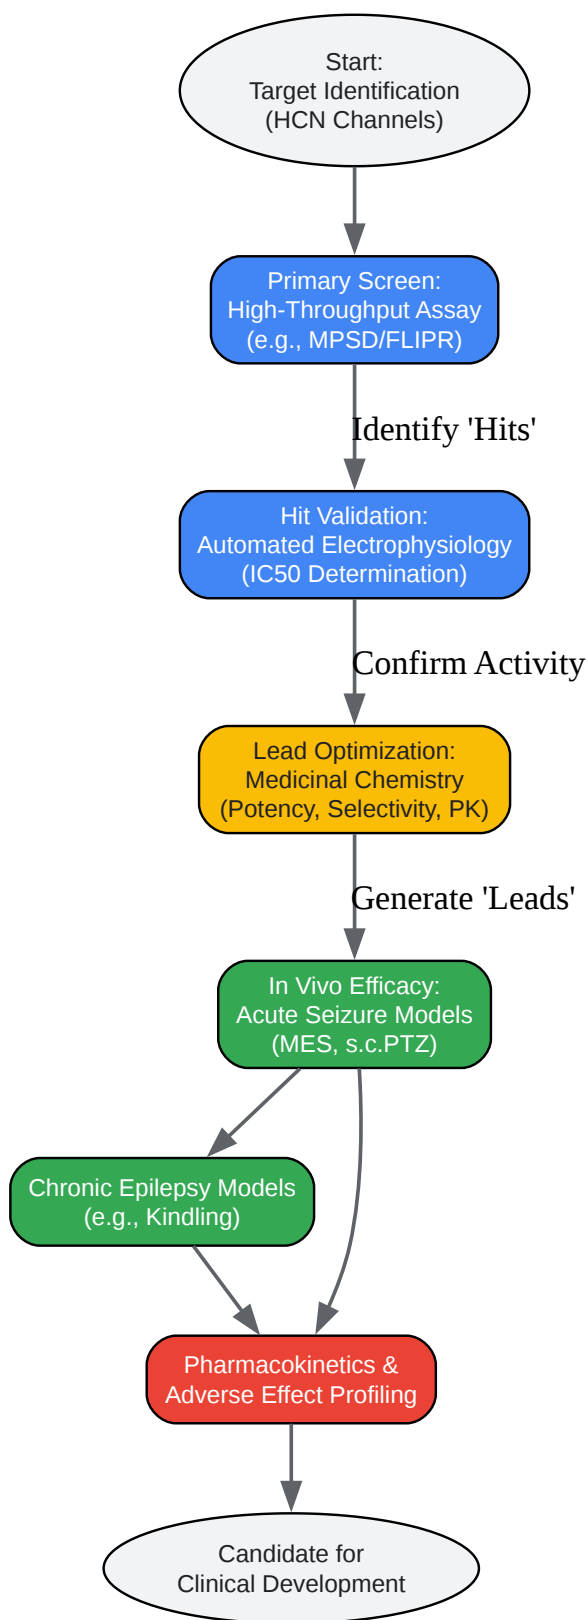 Start:
Target Identification
(HCN Channels)
Primary Screen:
High-Throughput Assay
(e.g., MPSD/FLIPR)
Identify 'Hits'
Hit Validation:
Automated Electrophysiology
(IC50 Determination)
Confirm Activity
Lead Optimization:
Medicinal Chemistry
(Potency, Selectivity, PK)
Generate 'Leads'
In Vivo Efficacy:
Acute Seizure Models
(MES, s.c.PTZ)
Chronic Epilepsy Models
(e.g., Kindling)
Pharmacokinetics &
Adverse Effect Profiling
Candidate for
Clinical Development